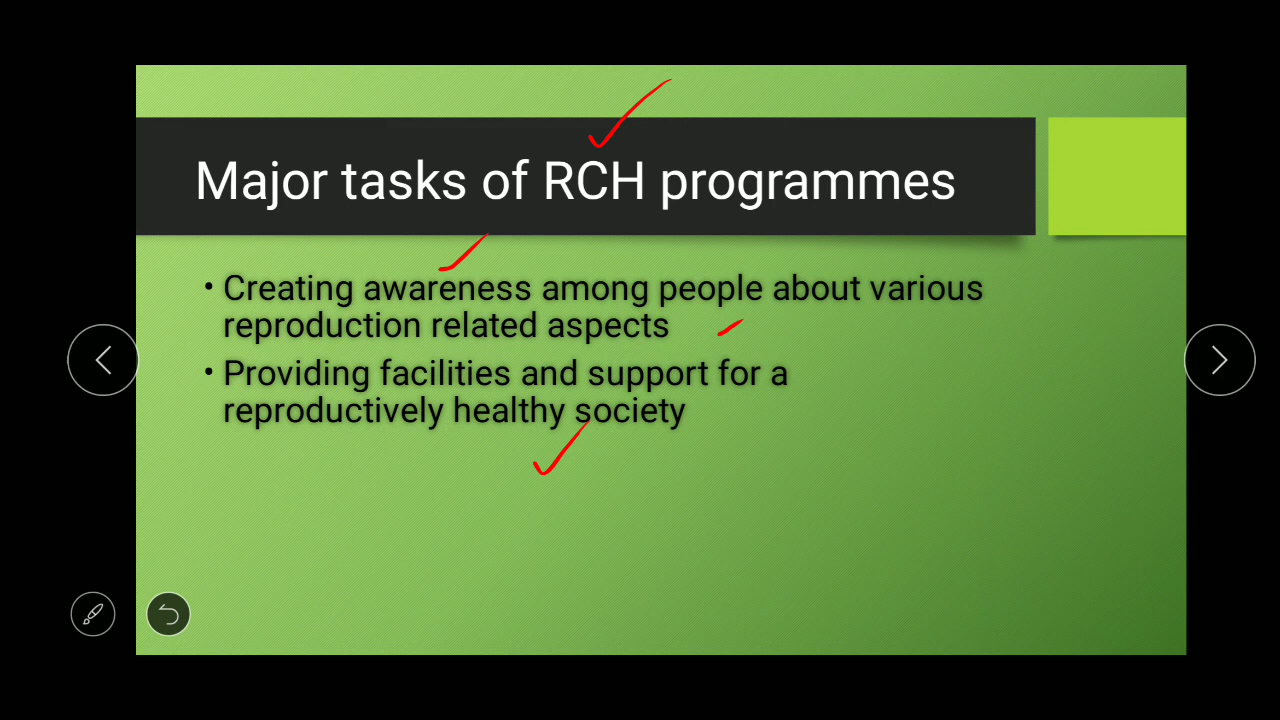 Major tasks of RCH programmes
• Creating awareness among people about various
reproduction related aspects
• Providing facilities and support for a
reproductively healthy society